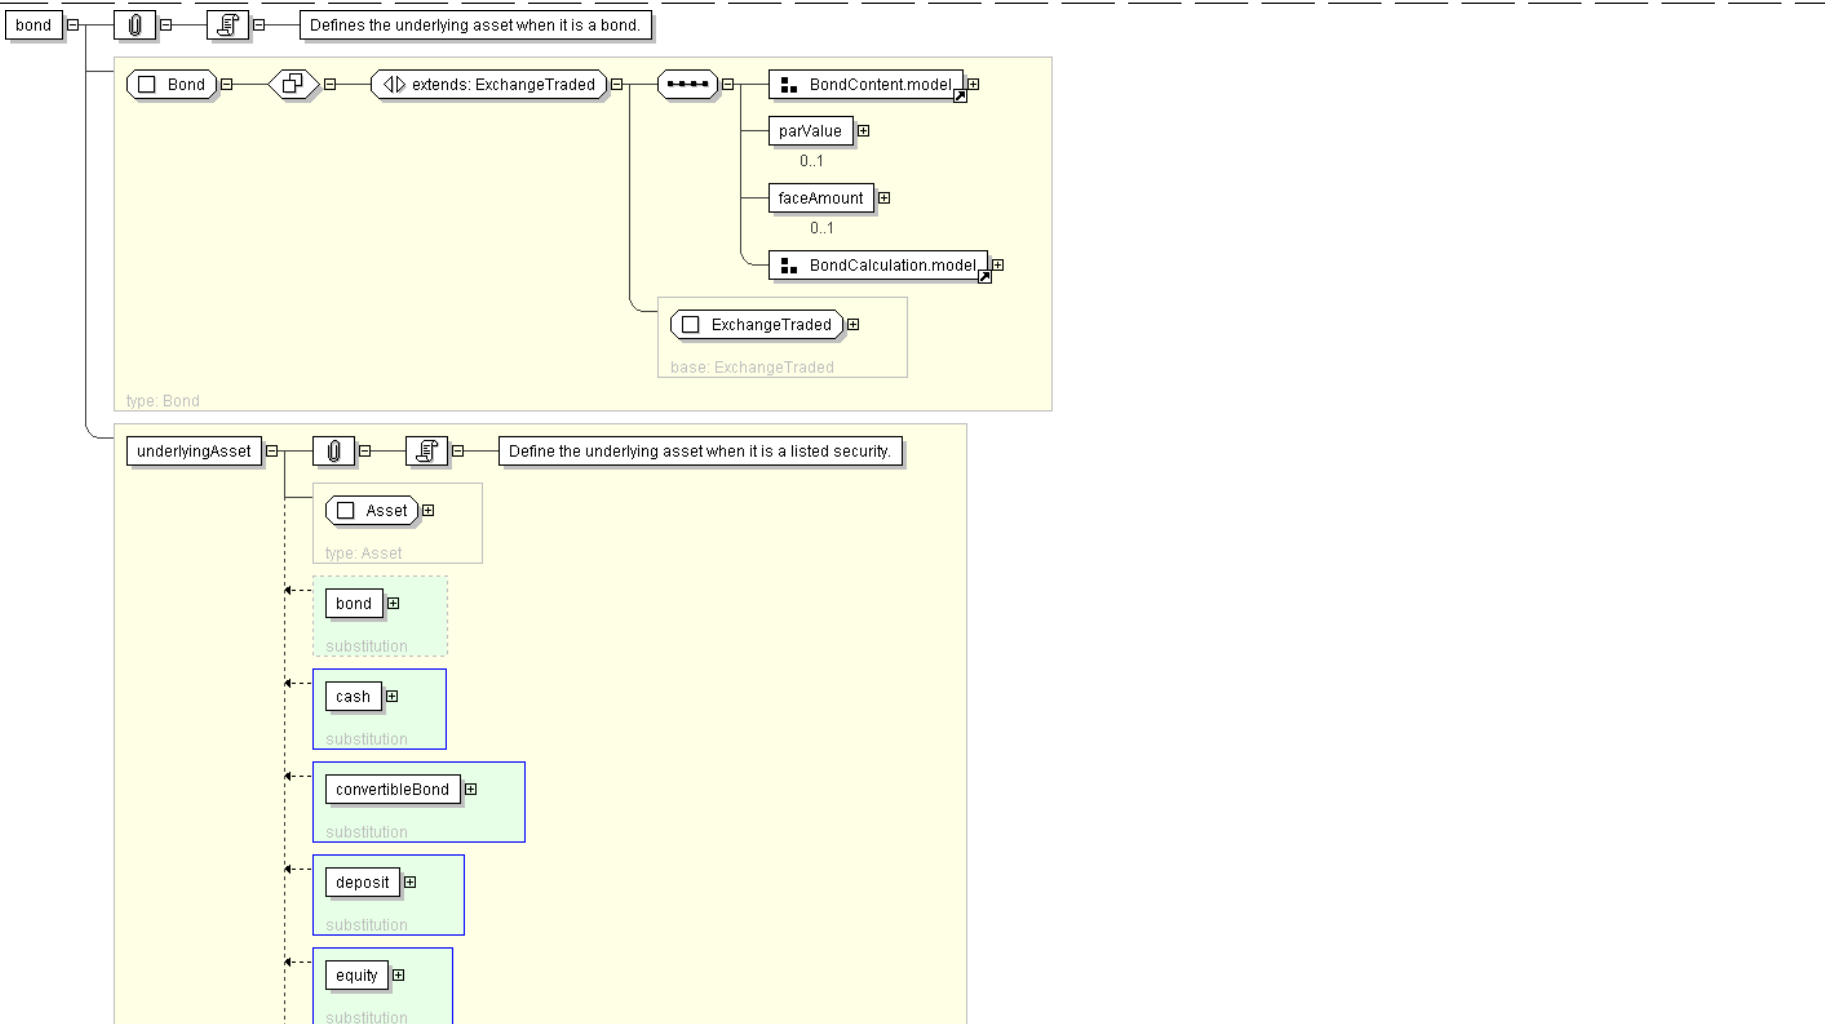 bond Defines the underlying asset when it is a bond.
Bond extends: ExchangeTraded BondContent.model
parValue
0..1
faceAmount
0..1
BondCalculation.model
ExchangeTraded
base: ExchangeTraded
type: Bond
underlyingAsset Define the underlying asset when it is a listed security.
Asset
type: Asset
bond
substitution
cash
substitution
convertibleBond
substitution
deposit
substitution
equity
substitution